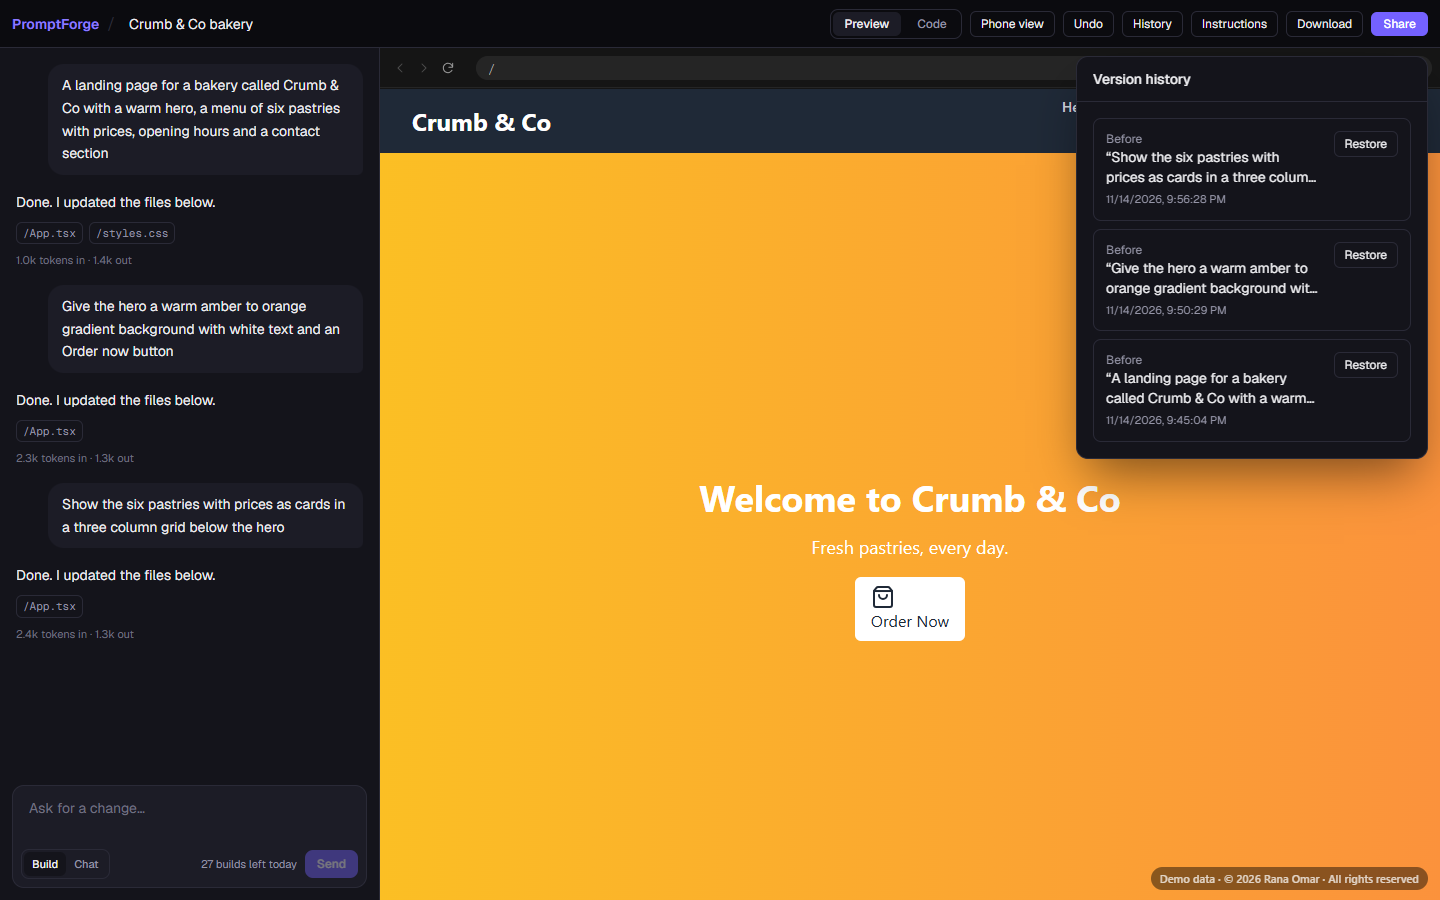 PromptForge / Crumb & Co bakery
Preview Code Phone view Undo History Instructions Download Share
A landing page for a bakery called Crumb &
Co with a warm hero, a menu of six pastries
with prices, opening hours and a contact
section
Done. I updated the files below.
/App.tsx /styles.css
1.0k tokens in · 1.4k out
Give the hero a warm amber to orange
gradient background with white text and an
Order now button
Done. I updated the files below.
/App.tsx
2.3k tokens in · 1.3k out
Show the six pastries with prices as cards in
a three column grid below the hero
Done. I updated the files below.
/App.tsx
2.4k tokens in · 1.3k out
Ask for a change...
Build Chat 27 builds left today Send
/
Crumb & Co
Welcome to Crumb & Co
Fresh pastries, every day.
Order Now
Version history
Before
“Show the six pastries with
prices as cards in a three colum...
11/14/2026, 9:56:28 PM
Restore
Before
“Give the hero a warm amber to
orange gradient background wit...
11/14/2026, 9:50:29 PM
Restore
Before
“A landing page for a bakery
called Crumb & Co with a warm...
11/14/2026, 9:45:04 PM
Restore
Demo data · © 2026 Rana Omar · All rights reserved